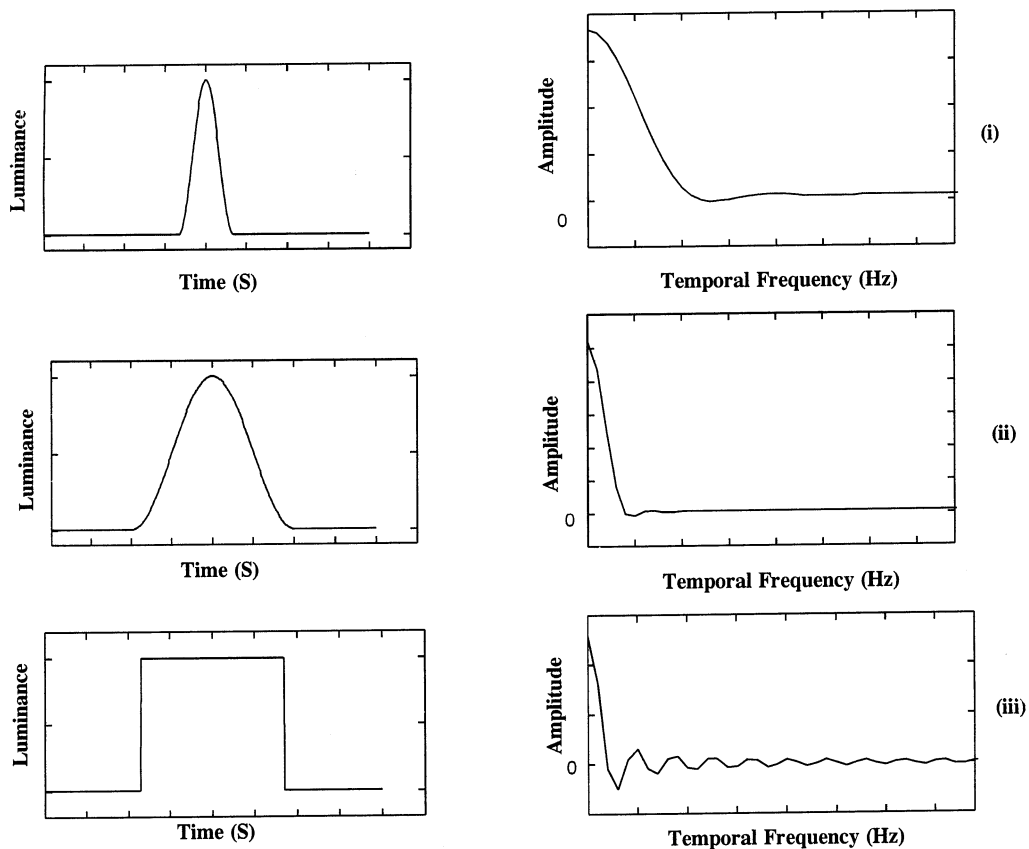 Luminance
Time (S)
Amplitude
0
Temporal Frequency (Hz)
(i)
Luminance
Time (S)
Amplitude
0
Temporal Frequency (Hz)
(ii)
Luminance
Time (S)
Amplitude
0
Temporal Frequency (Hz)
(iii)